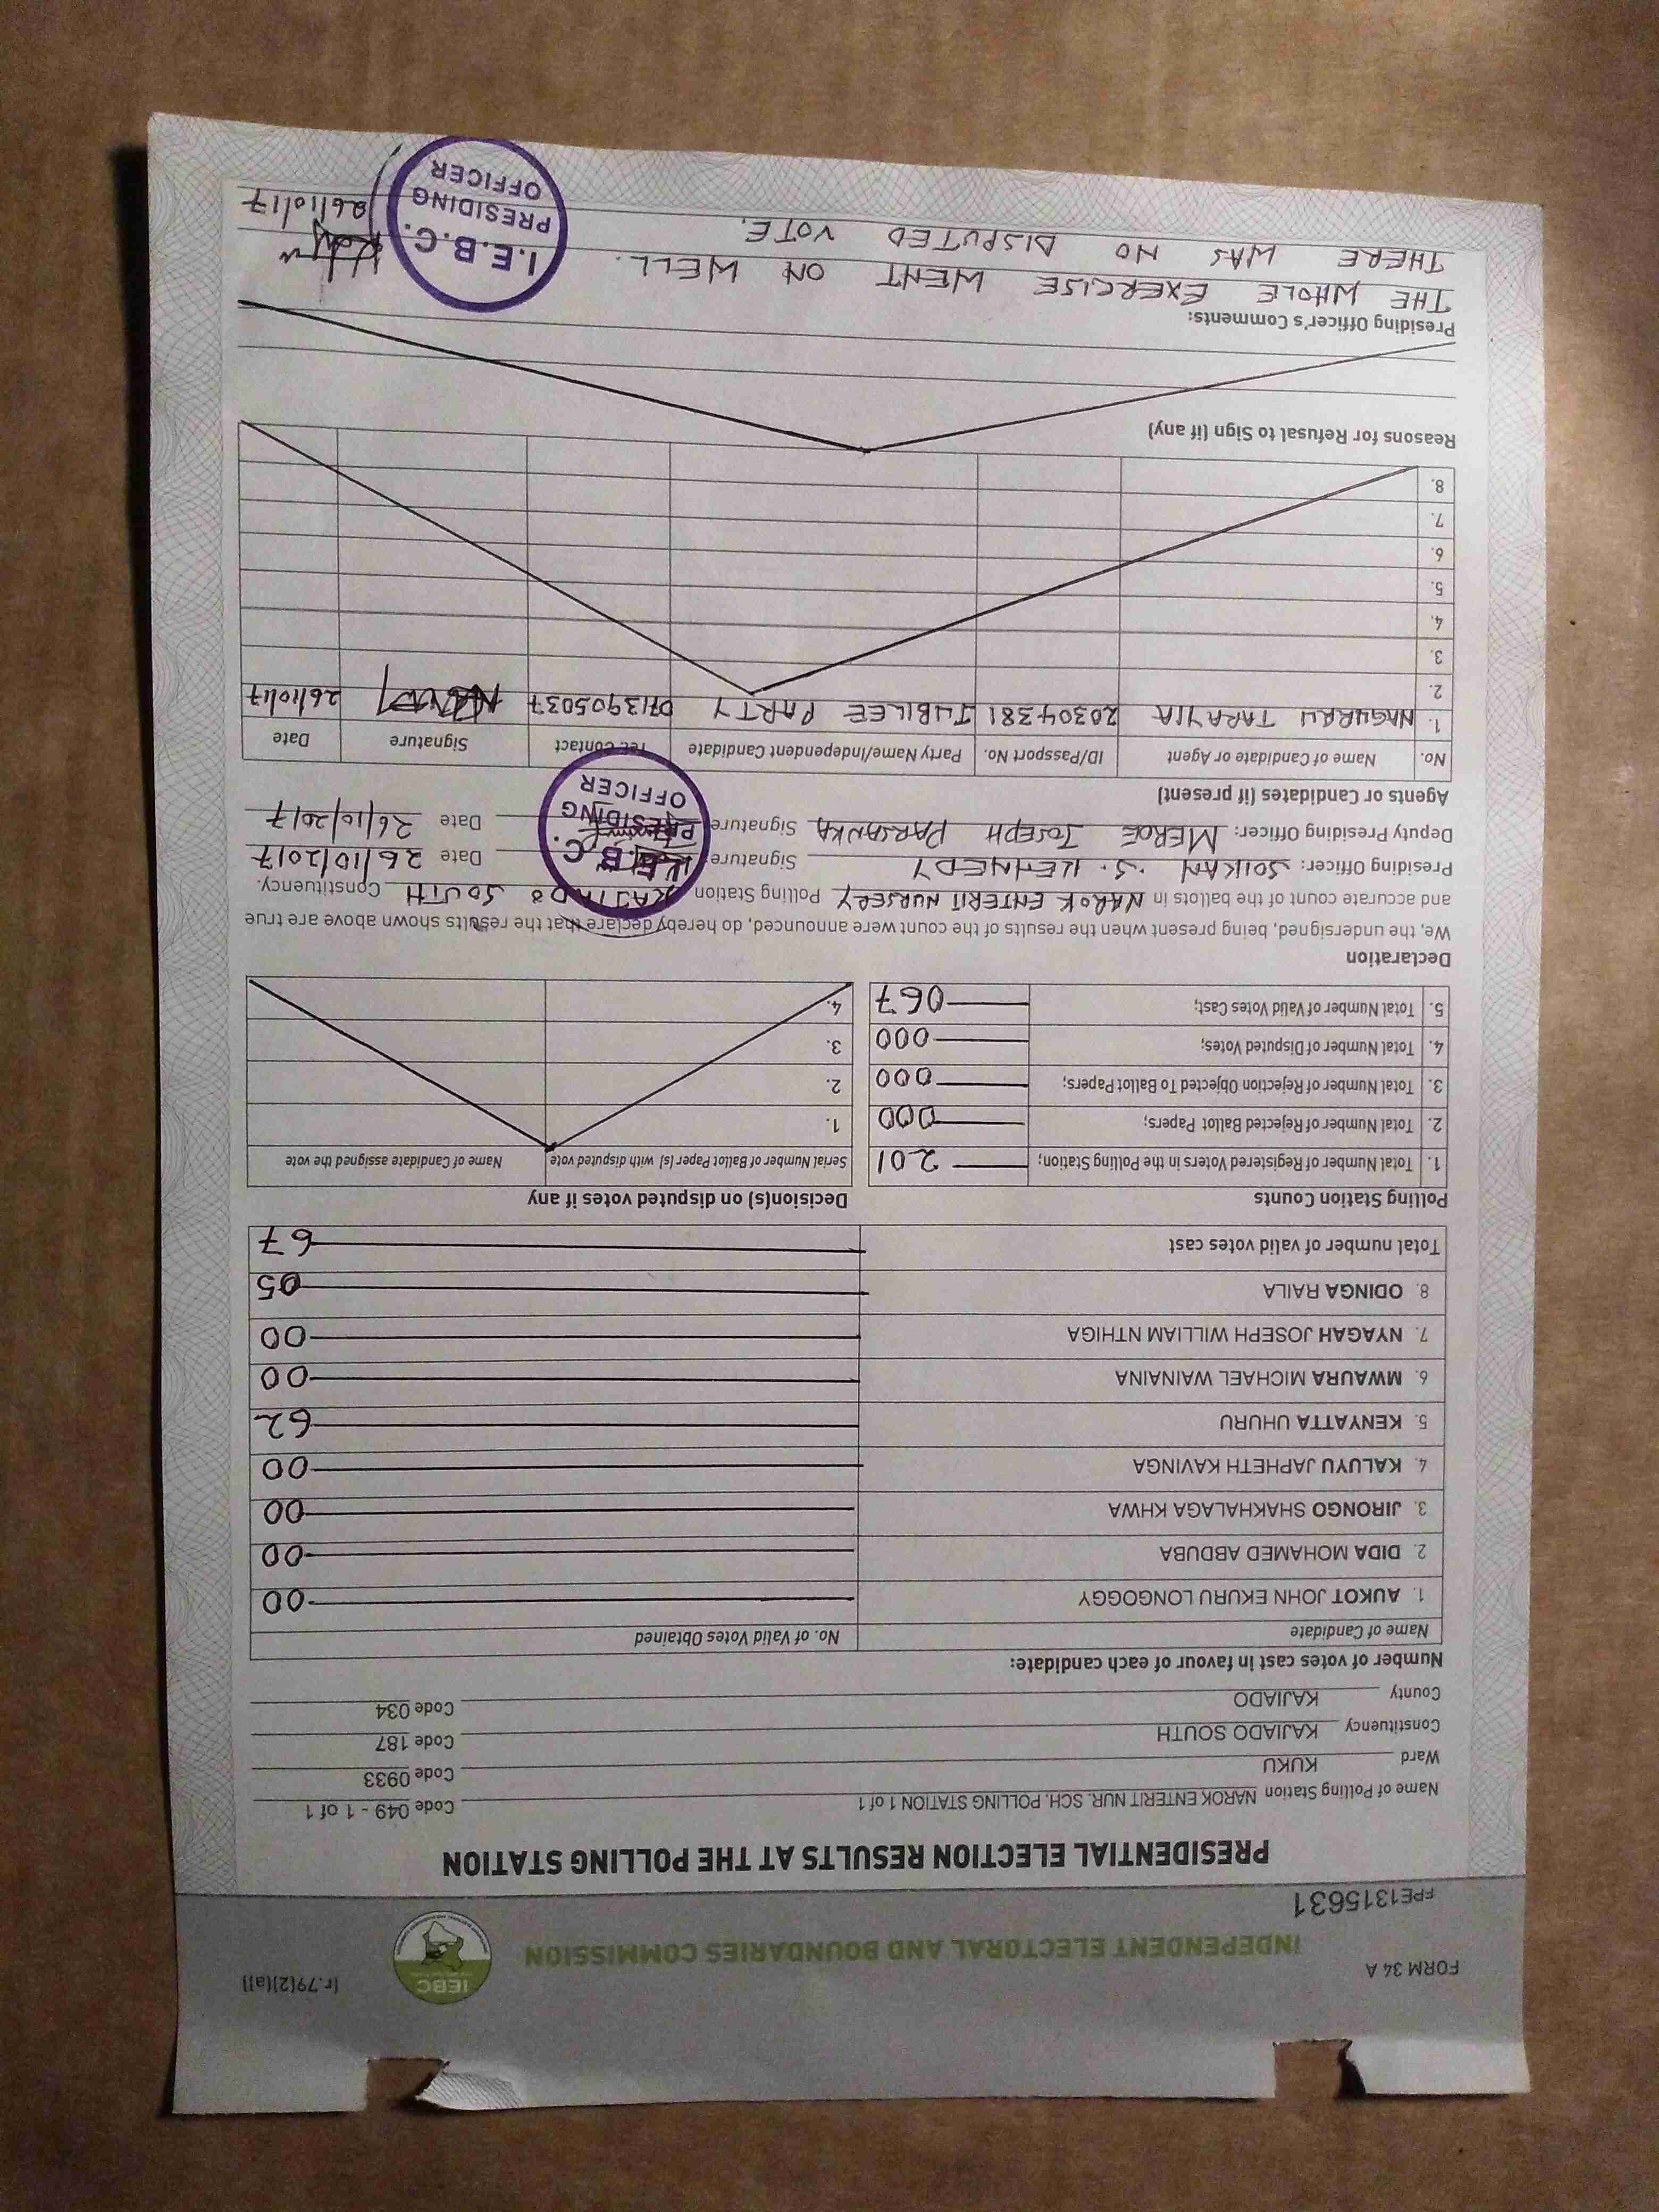 FORM 34 A
INDEPENDENT ELECTORAL AND BOUNDARIES COMMISSION
IEBC
[r.79(2)(a)]
FPE1315631
PRESIDENTIAL ELECTION RESULTS AT THE POLLING STATION
Name of Polling Station NAROK ENTERIT NUR. SCH. POLLING STATION 1 of 1 Code 049 - 1 of 1
Ward KUKU Code 0933
Constituency KAJIADO SOUTH Code 187
County KAJIADO Code 034
Number of votes cast in favour of each candidate:
Name of Candidate No. of Valid Votes Obtained
1. AUKOT JOHN EKURU LONGOGGY 00
2. DIDA MOHAMED ABDUBA 00
3. JIRONGO SHAKHALAGA KHWA 00
4. KALUYU JAPHETH KAVINGA 00
5. KENYATTA UHURU 62
6. MWAURA MICHAEL WAINAINA 00
7. NYAGAH JOSEPH WILLIAM NTHIGA 00
8. ODINGA RAILA 05
Total number of valid votes cast 67
Polling Station Counts
1. Total Number of Registered Voters in the Polling Station; 201
2. Total Number of Rejected Ballot Papers; 000
3. Total Number of Rejection Objected To Ballot Papers; 000
4. Total Number of Disputed Votes; 000
5. Total Number of Valid Votes Cast; 067
Decision(s) on disputed votes if any
Serial Number of Ballot Paper (s) with disputed vote Name of Candidate assigned the vote
1.
2.
3.
4.
Declaration
We, the undersigned, being present when the results of the count were announced, do hereby declare that the results shown above are true
and accurate count of the ballots in NAROK ENTERIT NURSERY Polling Station KAJIADO SOUTH Constituency.
Presiding Officer: SOIKAN .S. KENNEDY Signature: Date 26/10/2017
Deputy Presiding Officer: MEROE JOSEPH PARSANKA Signature: Date 26/10/2017
I.E.B.C.
PRESIDING
OFFICER
Agents or Candidates (if present)
No. Name of Candidate or Agent ID/Passport No. Party Name/Independent Candidate Tel: Contact Signature Date
1. NAGURRU TARAYIA 20304381 JUBILEE PARTY 0713905037 26/10/17
2.
3.
4.
5.
6.
7.
8.
Reasons for Refusal to Sign (if any)
Presiding Officer's Comments:
THE WHOLE EXERCISE WENT ON WELL.
THERE WAS NO DISPUTED VOTE.
26/10/17
I.E.B.C.
PRESIDING
OFFICER